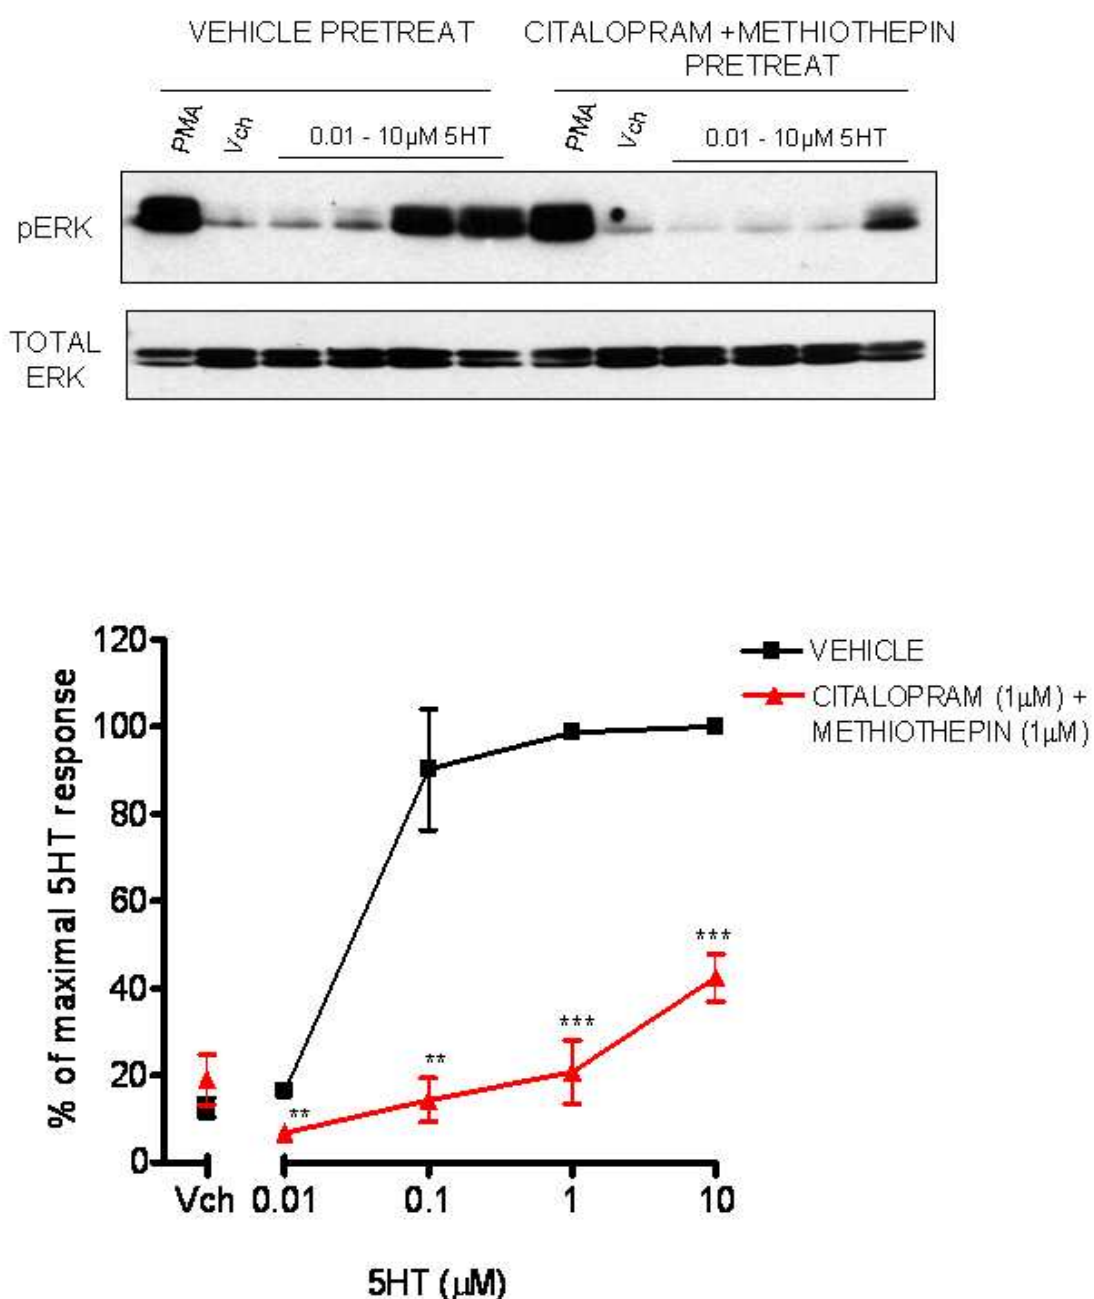 VEHICLE PRETREAT
CITALOPRAM +METHIOTHEPIN
PRETREAT
PMA
Vch
0.01 - 10µM 5HT
PMA
Vch
0.01 - 10µM 5HT
pERK
TOTAL
ERK
120
100
80
60
40
20
0
% of maximal 5HT response
VEHICLE
CITALOPRAM (1µM) +
METHIOTHEPIN (1µM)
***
***
**
**
Vch 0.01 0.1 1 10
5HT (µM)